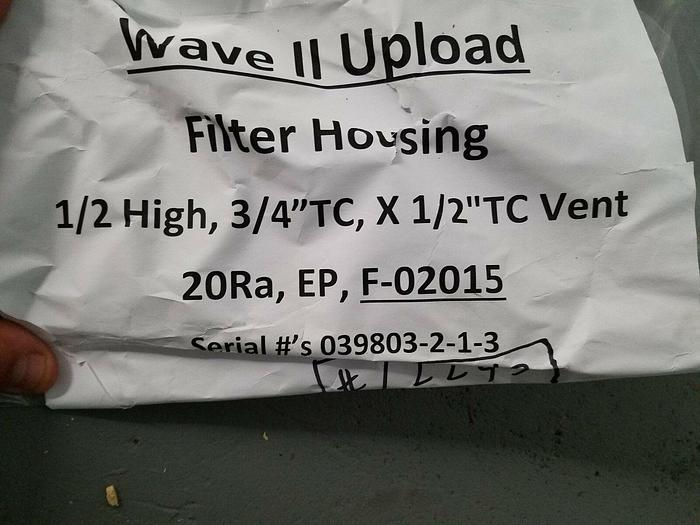 Wave II Upload
Filter Housing
1/2 High, 3/4”TC, X 1/2"TC Vent
20Ra, EP, F-02015
Serial #’s 039803-2-1-3